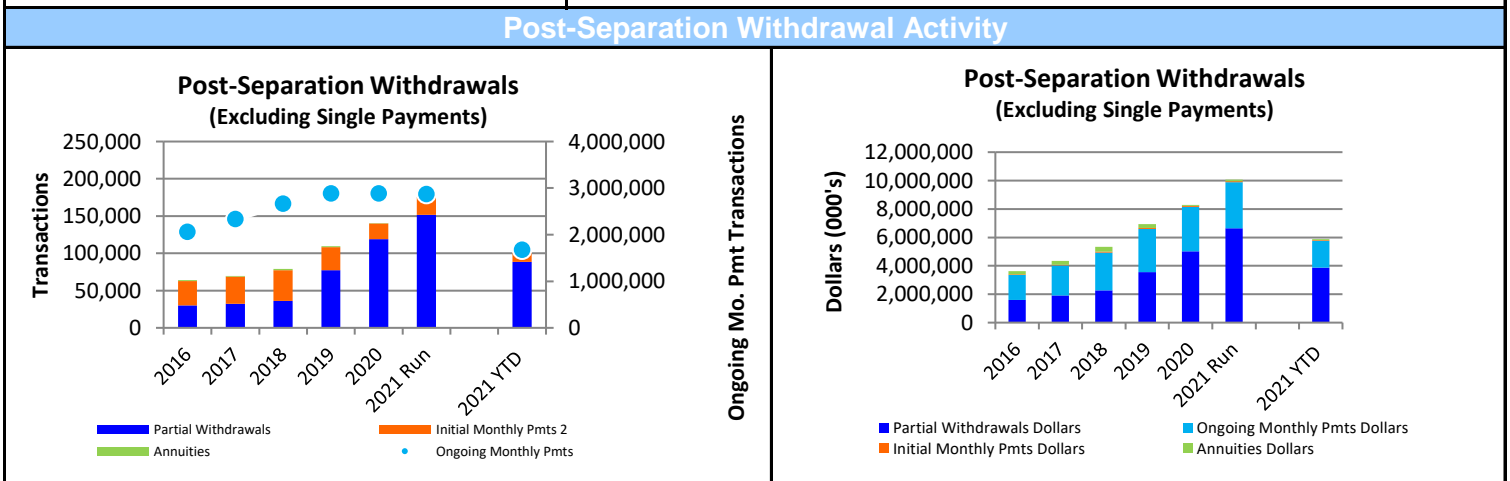 Post-Separation Withdrawal Activity
Post-Separation Withdrawals
(Excluding Single Payments)
Transactions
250,000
200,000
150,000
100,000
50,000
0
4,000,000
3,000,000
2,000,000
1,000,000
0
Ongoing Mo. Pmt Transactions
2016
2017
2018
2019
2020
2021 Run
2021 YTD
Partial Withdrawals
Initial Monthly Pmts 2
Annuities
Ongoing Monthly Pmts
Post-Separation Withdrawals
(Excluding Single Payments)
Dollars (000's)
12,000,000
10,000,000
8,000,000
6,000,000
4,000,000
2,000,000
0
2016
2017
2018
2019
2020
2021 Run
2021 YTD
Partial Withdrawals Dollars
Ongoing Monthly Pmts Dollars
Initial Monthly Pmts Dollars
Annuities Dollars